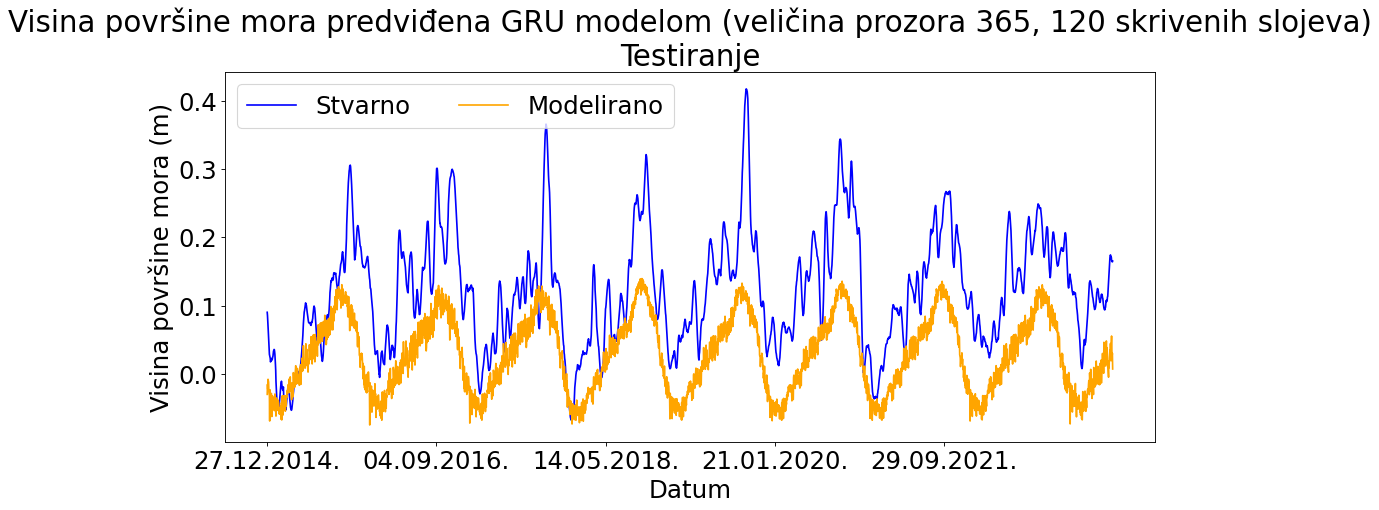 Visina površine mora predviđena GRU modelom (veličina prozora 365, 120 skrivenih slojeva)
Testiranje
Stvarno
Modelirano
Visina površine mora (m)
0.4
0.3
0.2
0.1
0.0
27.12.2014.
04.09.2016.
14.05.2018.
21.01.2020.
29.09.2021.
Datum